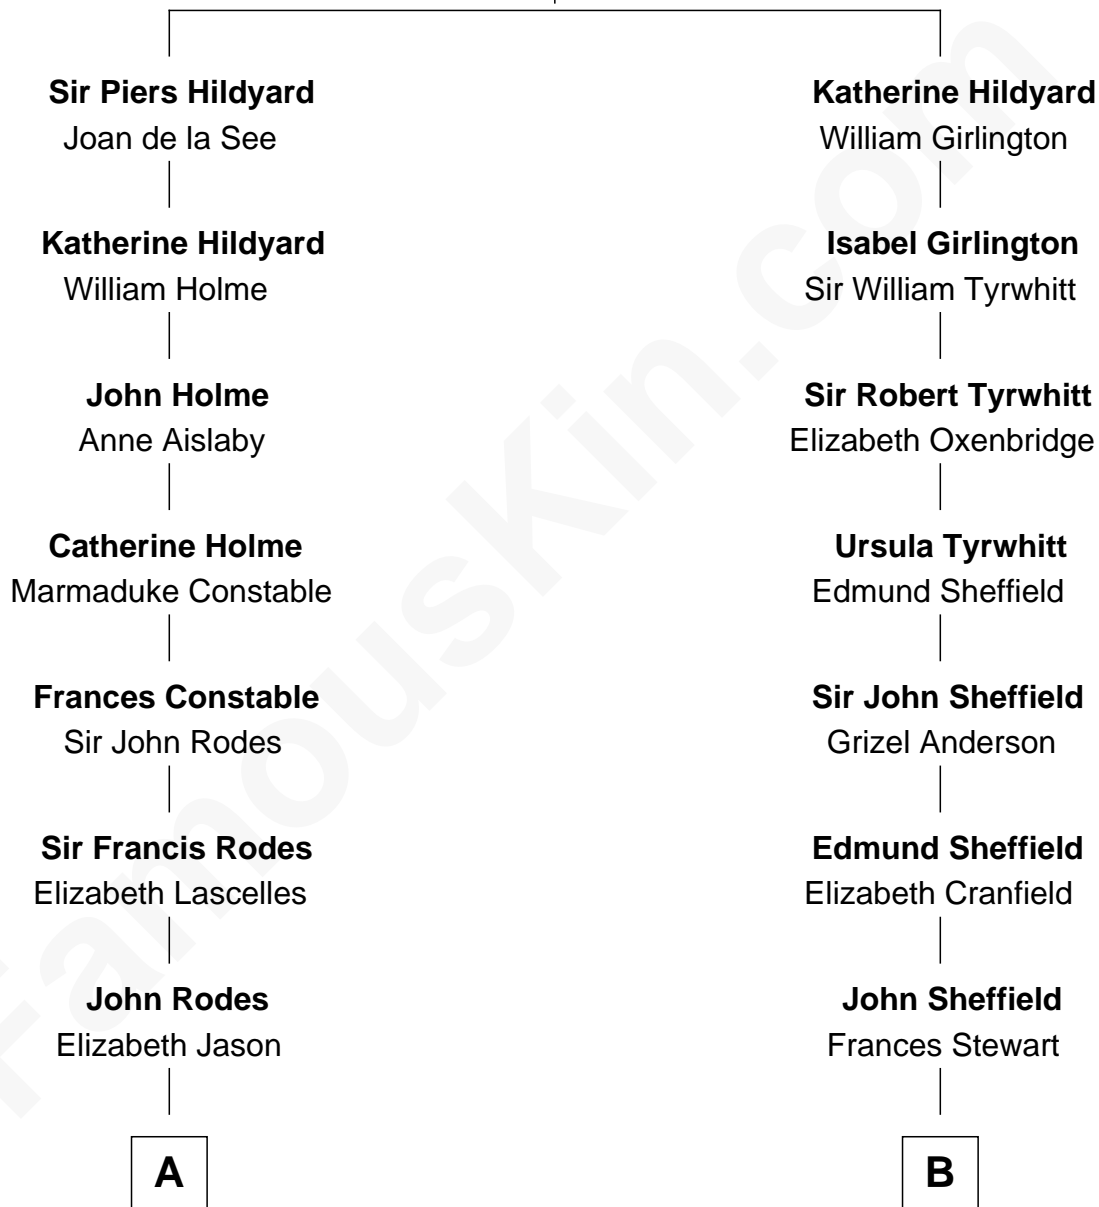 Sir Piers Hildyard
Joan de la See
Katherine Hildyard
William Holme
John Holme
Anne Aislaby
Catherine Holme
Marmaduke Constable
Frances Constable
Sir John Rodes
Sir Francis Rodes
Elizabeth Lascelles
John Rodes
Elizabeth Jason
A
Katherine Hildyard
William Girlington
Isabel Girlington
Sir William Tyrwhitt
Sir Robert Tyrwhitt
Elizabeth Oxenbridge
Ursula Tyrwhitt
Edmund Sheffield
Sir John Sheffield
Grizel Anderson
Edmund Sheffield
Elizabeth Cranfield
John Sheffield
Frances Stewart
B
FamousKin.com